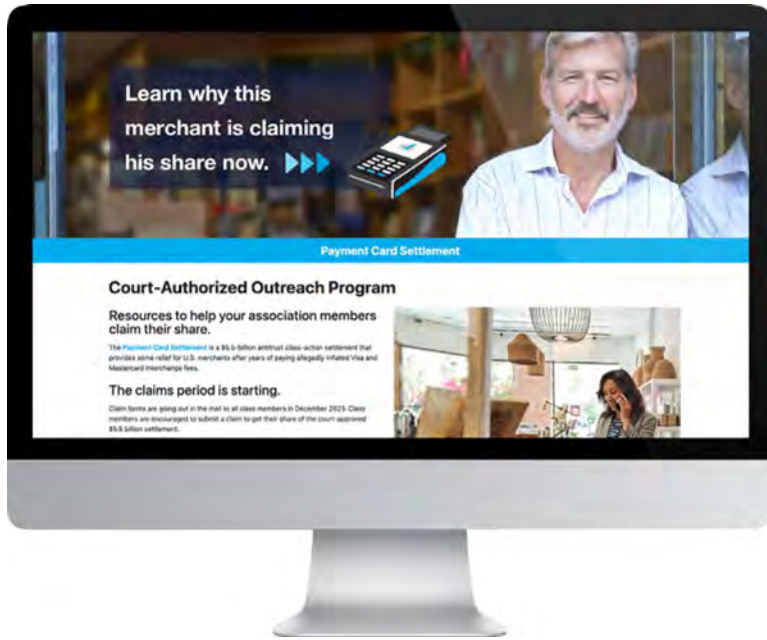 Learn why this
merchant is claiming
his share now.
Payment Card Settlement
Court-Authorized Outreach Program
Resources to help your association members
claim their share.
The Payment Card Settlement is a $5.5-billion antitrust class-action settlement that
provides some relief for U.S. merchants after years of paying allegedly inflated Visa and
Mastercard interchange fees.
The claims period is starting.
Claim forms are going out in the mail to all class members in December 2023. Class
members are encouraged to submit a claim to get their share of the court-approved
$5.5 billion settlement.